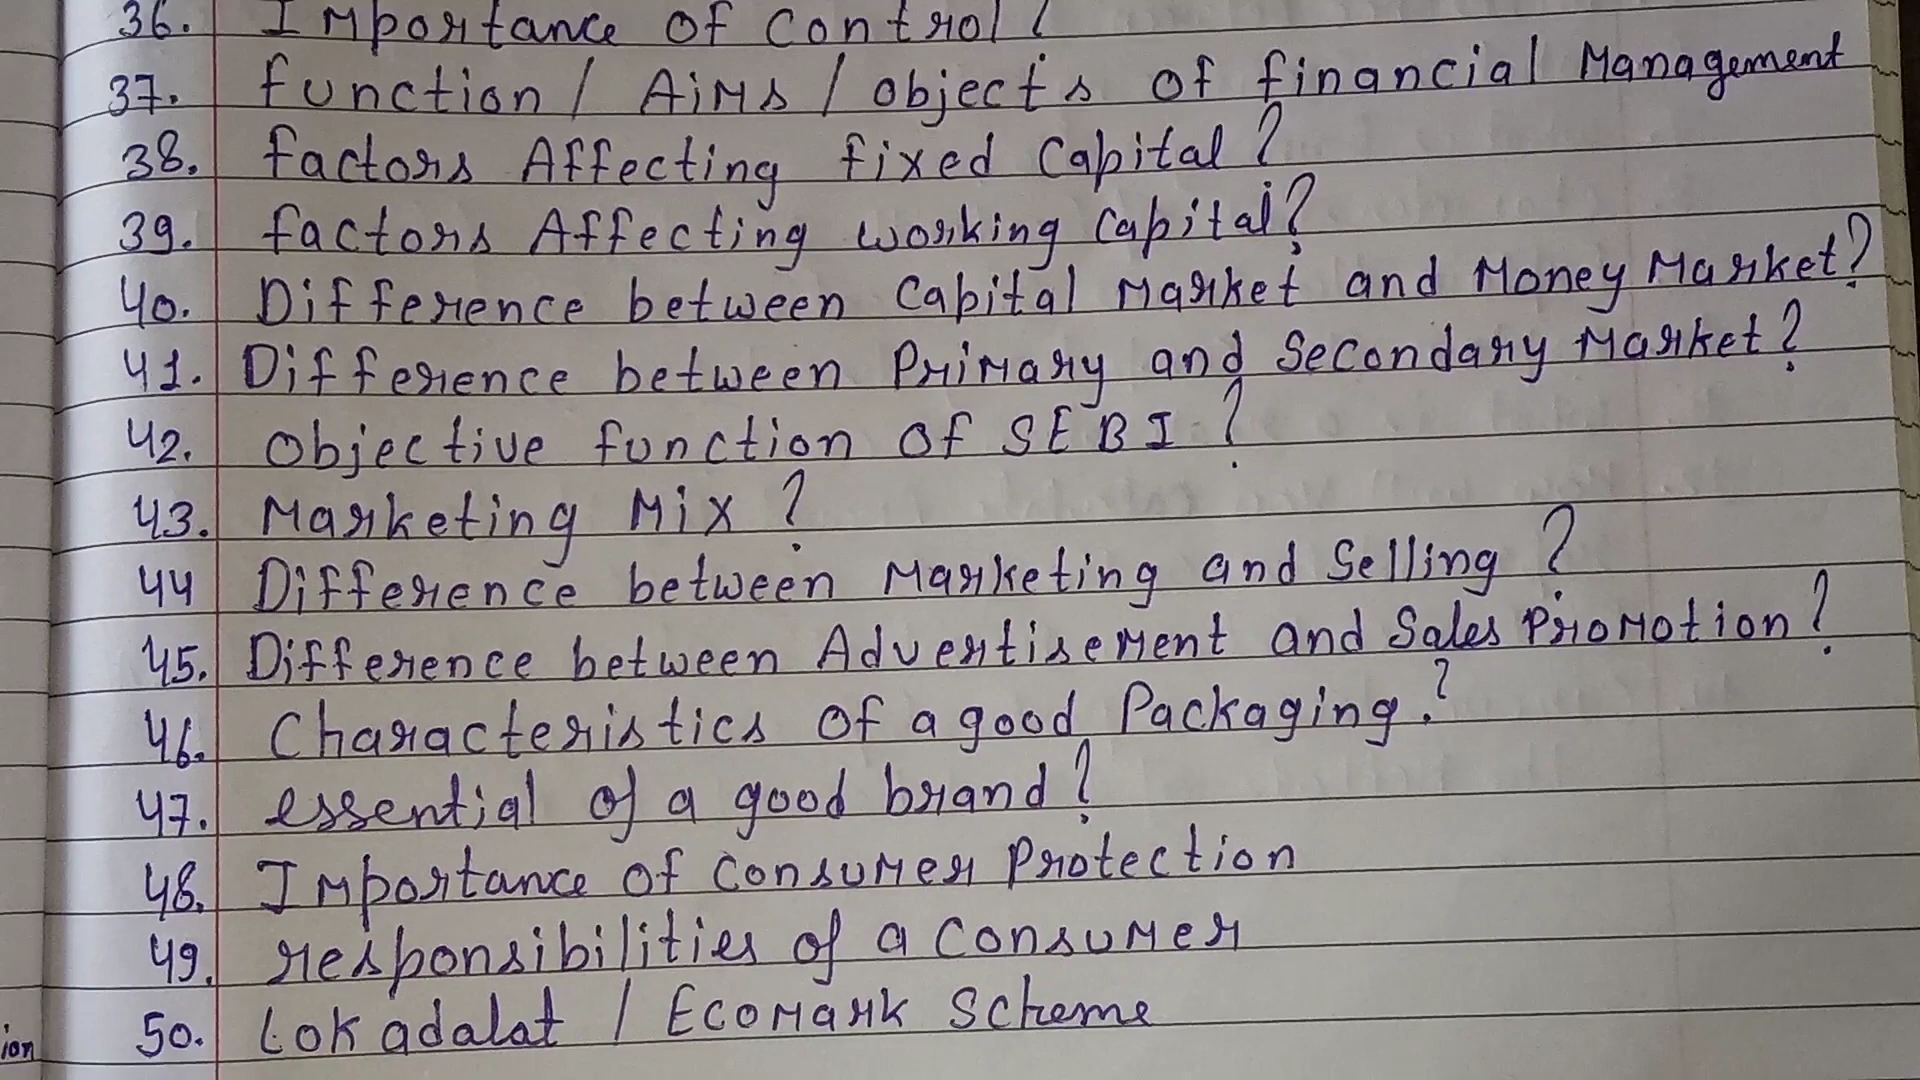 36. Importance of Control?
37. function / Aims / objects of financial Management
38. factors Affecting fixed Capital?
39. factors Affecting working Capital?
40. Difference between Capital Market and Money Market?
41. Difference between Primary and Secondary Market?
42. Objective function of SEBI?
43. Marketing Mix?
44 Difference between Marketing and Selling?
45. Difference between Advertisement and Sales Promotion?
46. Characteristics of a good Packaging?
47. essential of a good brand?
48. Importance of Consumer Protection
49. responsibilities of a Consumer
50. Lok adalat / Ecomark Scheme
ion